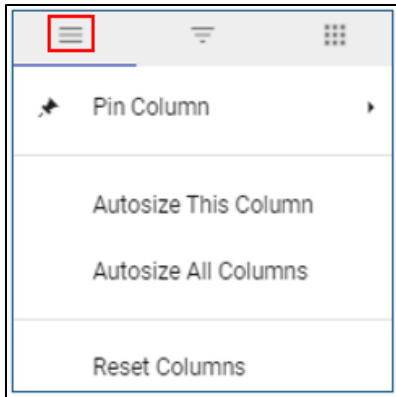 Pin Column
Autosize This Column
Autosize All Columns
Reset Columns